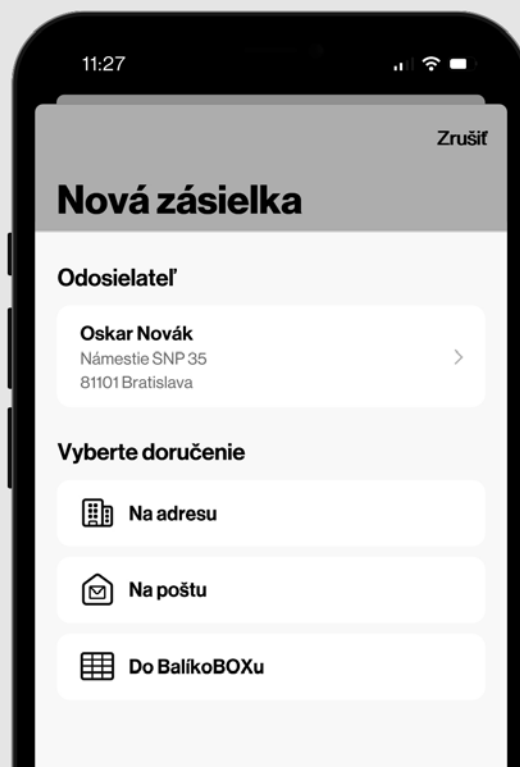 11:27
Zrušiť
Nová zásielka
Odosielateľ
Oskar Novák
Námestie SNP 35
81101 Bratislava
Vyberte doručenie
Na adresu
Na poštu
Do BalíkoBOXu